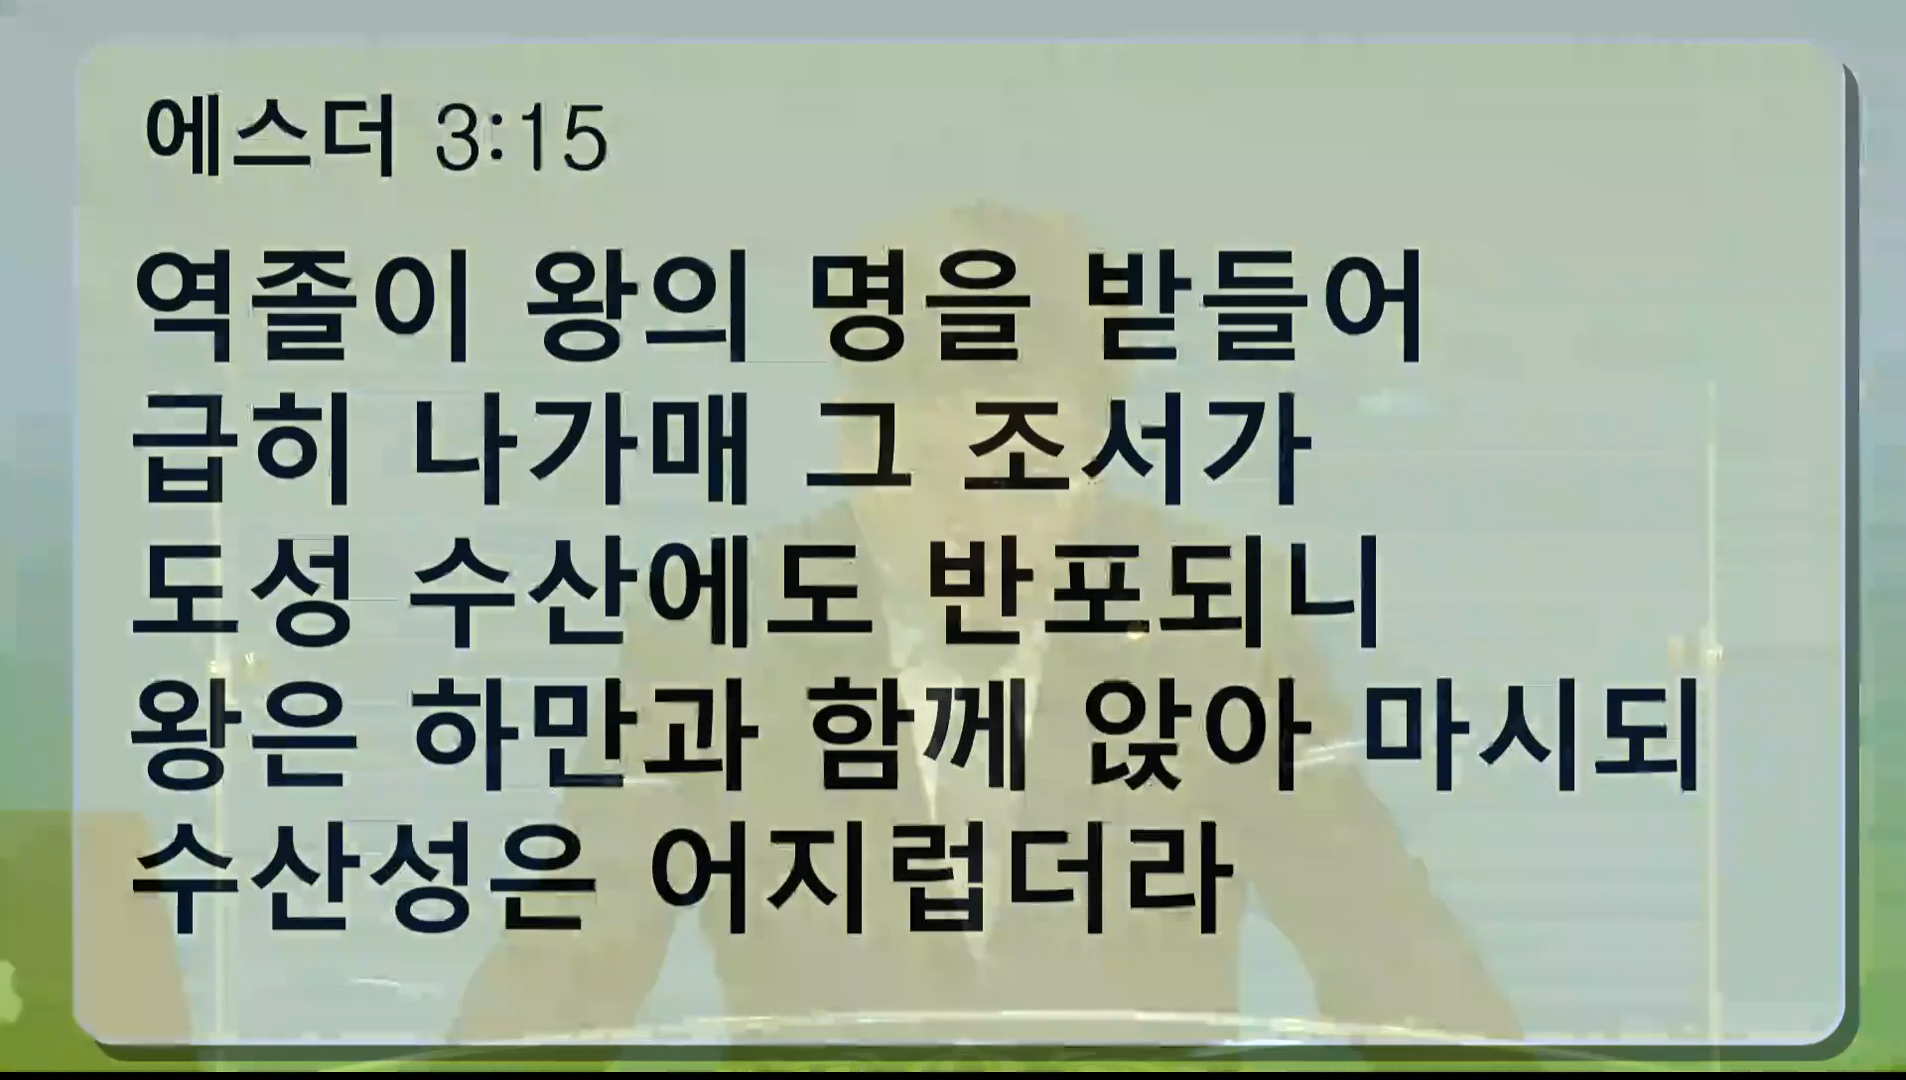 에스더 3:15
역졸이 왕의 명을 받들어
급히 나가매 그 조서가
도성 수산에도 반포되니
왕은 하만과 함께 앉아 마시되
수산성은 어지럽더라